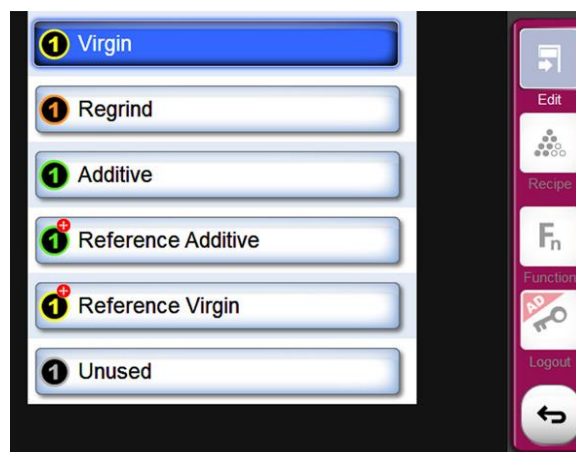 1 Virgin
1 Regrind
1 Additive
1 Reference Additive
1 Reference Virgin
1 Unused
Edit
Recipe
Fn
Function
AD
Logout